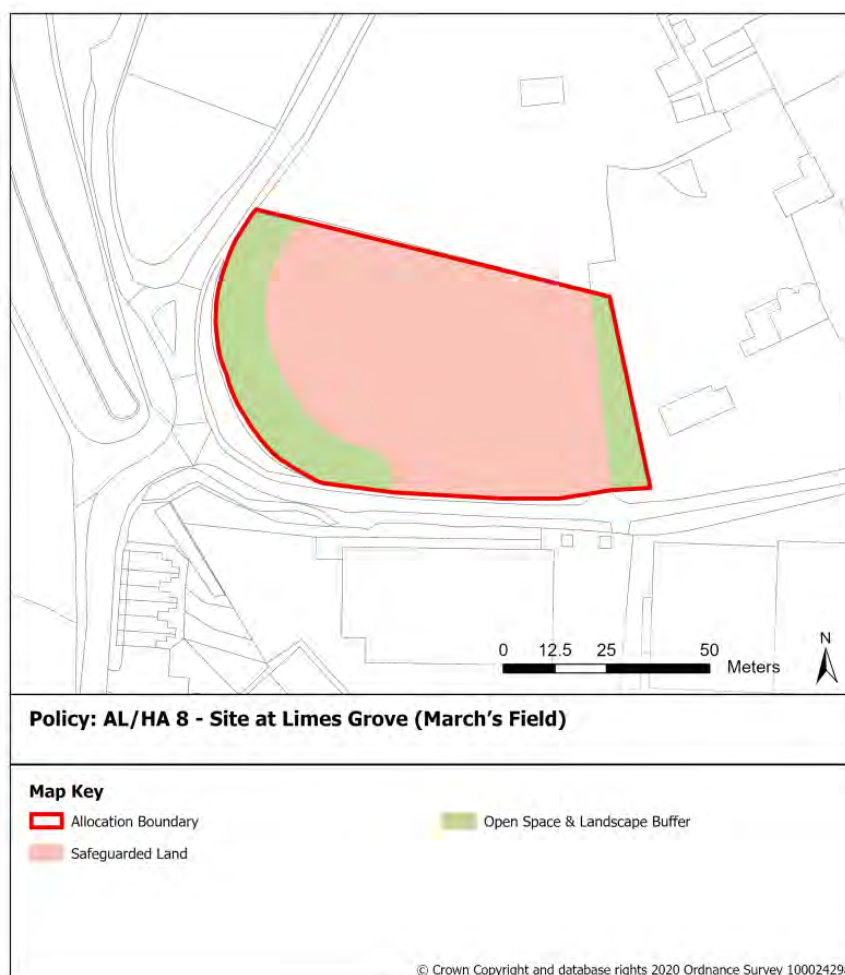 N
0 12.5 25 50
Meters
Policy: AL/HA 8 - Site at Limes Grove (March's Field)
Map Key
Allocation Boundary
Open Space & Landscape Buffer
Safeguarded Land
© Crown Copyright and database rights 2020 Ordnance Survey